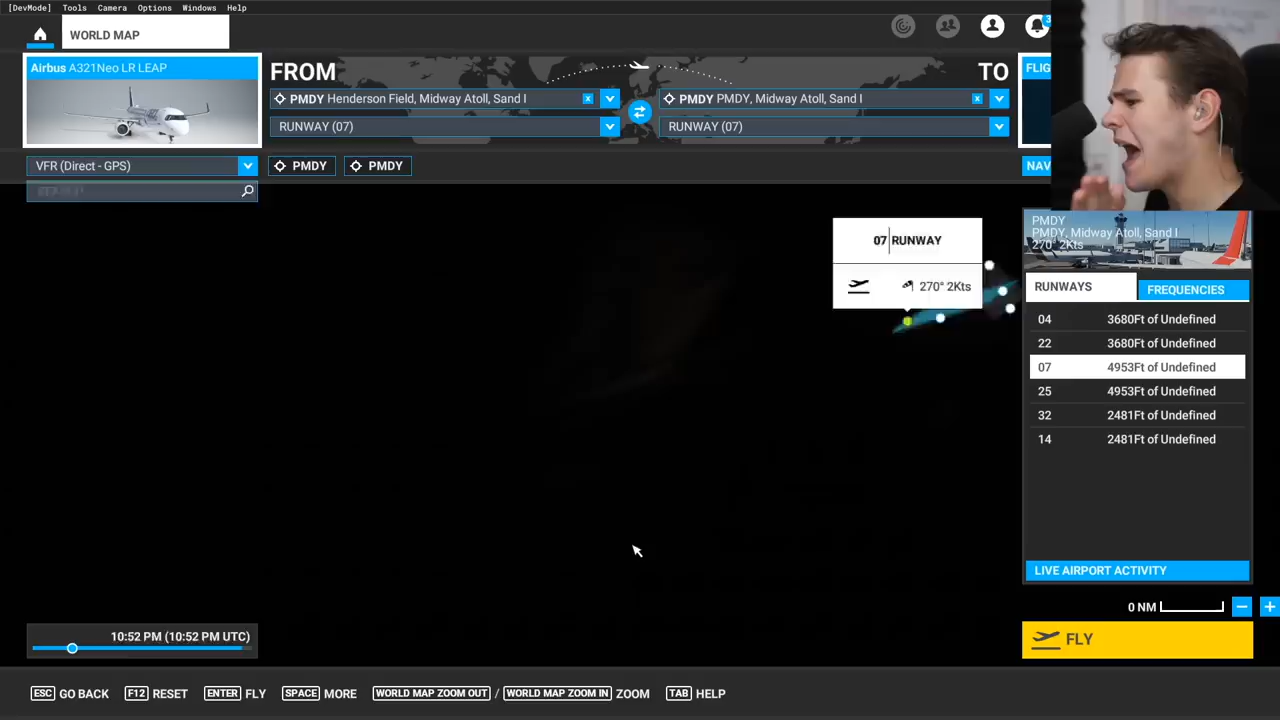 [DevMode] Tools Camera Options Windows Help
WORLD MAP
3
Airbus A321Neo LR LEAP
FROM
TO
FLIG
PMDY Henderson Field, Midway Atoll, Sand I x
PMDY PMDY, Midway Atoll, Sand I x
RUNWAY (07)
RUNWAY (07)
VFR (Direct - GPS)
PMDY
PMDY
NAV
07 RUNWAY
270° 2Kts
PMDY
PMDY, Midway Atoll, Sand I
270° 2Kts
RUNWAYS
FREQUENCIES
04 3680Ft of Undefined
22 3680Ft of Undefined
07 4953Ft of Undefined
25 4953Ft of Undefined
32 2481Ft of Undefined
14 2481Ft of Undefined
LIVE AIRPORT ACTIVITY
0 NM
10:52 PM (10:52 PM UTC)
FLY
ESC GO BACK F12 RESET ENTER FLY SPACE MORE WORLD MAP ZOOM OUT / WORLD MAP ZOOM IN ZOOM TAB HELP